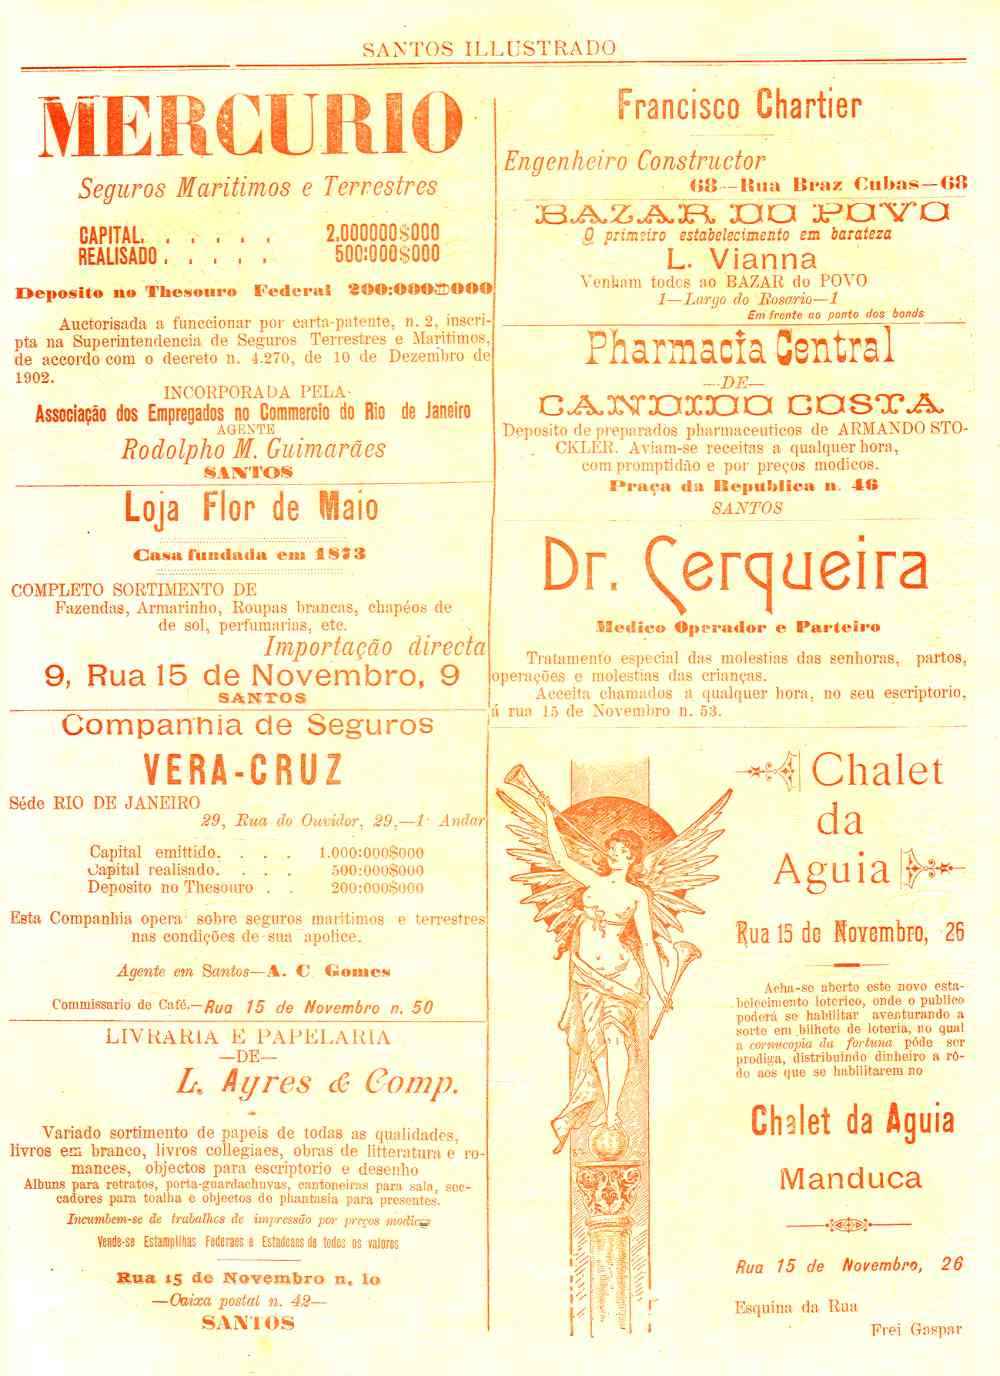 SANTOS ILLUSTRADO
MERCURIO
Seguros Maritimos e Terrestres
CAPITAL. . . . . . 2,000000$000
REALISADO . . . . . 500:000$000
Deposito no Thesouro Federal 200:000$000
Auctorisada a funccionar por carta-patente, n. 2, inscri-
pta na Superintendencia de Seguros Terrestres e Maritimos,
de accordo com o decreto n. 4.270, de 10 de Dezembro de
1902.
INCORPORADA PELA
Associação dos Empregados no Commercio do Rio de Janeiro
AGENTE
Rodolpho M. Guimarães
SANTOS
Loja Flor de Maio
Casa fundada em 1873
COMPLETO SORTIMENTO DE
Fazendas, Armarinho, Roupas brancas, chapéos de
de sol, perfumarias, etc.
Importação directa
9, Rua 15 de Novembro, 9
SANTOS
Companhia de Seguros
VERA-CRUZ
Séde RIO DE JANEIRO
29, Rua do Ouvidor, 29,—1· Andar
Capital emittido. . . . 1.000:000$000
Capital realisado. . . . 500:000$000
Deposito no Thesouro . . 200:000$000
Esta Companhia opera sobre seguros maritimos e terrestres
nas condições de sua apolice.
Agente em Santos—A. C Gomes
Commissario de Café.—Rua 15 de Novembro n. 50
LIVRARIA E PAPELARIA
—DE—
L. Ayres & Comp.
Variado sortimento de papeis de todas as qualidades,
livros em branco, livros collegiaes, obras de litteratura e ro-
mances, objectos para escriptorio e desenho
Albuns para retratos, porta-guardachuvas, cantoneiras para sala, sec-
cadores para toalha e objectos de phantasia para presentes.
Incumbem-se de trabalhos de impressão por preços modicos
Vende-se Estampilhas Federaes e Estadoaes de todos os valores
Rua 15 de Novembro n. 10
—Caixa postal n. 42—
SANTOS
Francisco Chartier
Engenheiro Constructor
68—Rua Braz Cubas—68
BAZAR DO POVO
O primeiro estabelecimento em barateza
L. Vianna
Venham todos ao BAZAR do POVO
1—Largo do Rosario—1
Em frente ao ponto dos bonds
Pharmacia Central
—DE—
CANDIDO COSTA
Deposito de preparados pharmaceuticos de ARMANDO STO-
CKLER. Aviam-se receitas a qualquer hora,
com promptidão e por preços modicos.
Praça da Republica n. 46
SANTOS
Dr. Cerqueira
Medico Operador e Parteiro
Tratamento especial das molestias das senhoras, partos,
operações e molestias das crianças.
Acceita chamados a qualquer hora, no seu escriptorio,
á rua 15 de Novembro n. 53.
Chalet
da
Aguia
Rua 15 de Novembro, 26
Acha-se aberto este novo esta-
belecimento loterico, onde o publico
poderá se habilitar aventurando a
sorte em bilhete de loteria, no qual
a cornucopia da fortuna póde ser
prodiga, distribuindo dinheiro a rô-
do aos que se habilitarem no
Chalet da Aguia
Manduca
Rua 15 de Novembro, 26
Esquina da Rua
Frei Gaspar